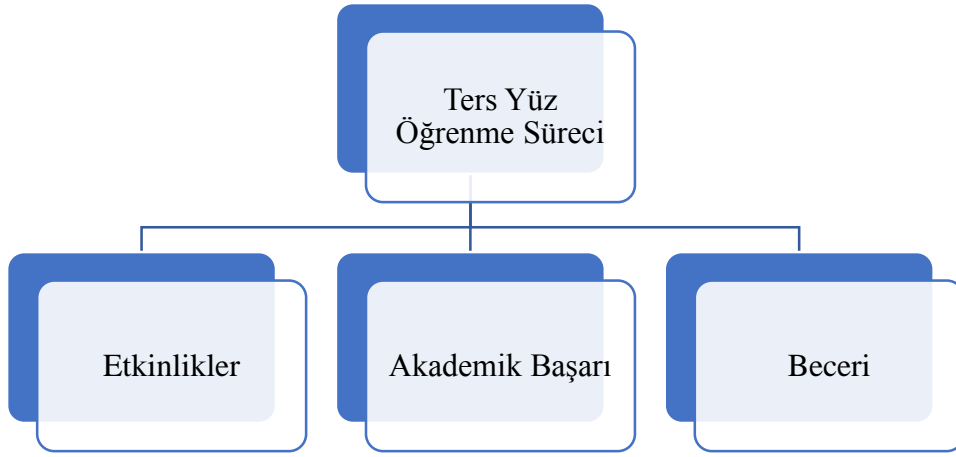 Ters Yüz
Öğrenme Süreci
Etkinlikler
Akademik Başarı
Beceri